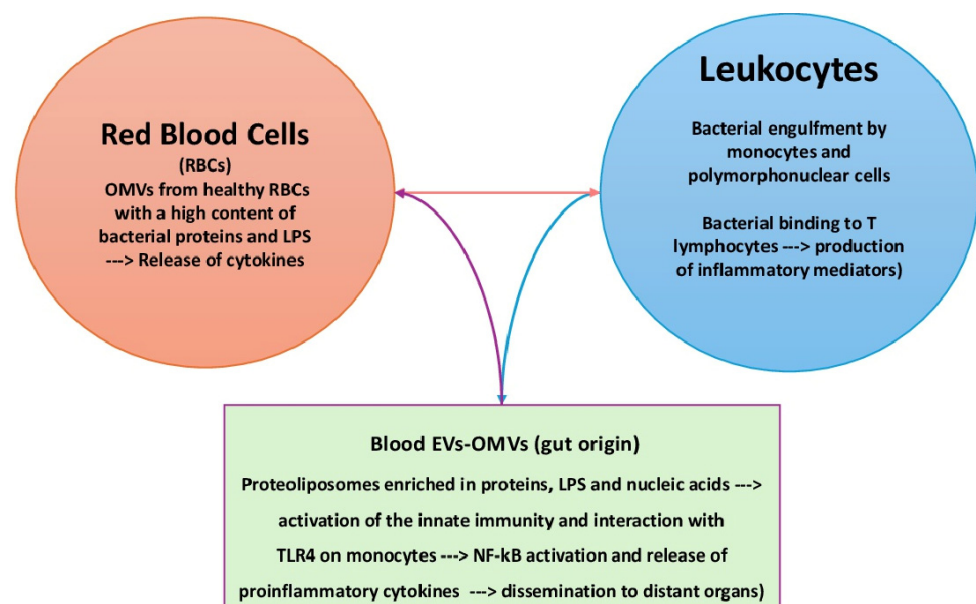 Red Blood Cells
(RBCs)
OMVs from healthy RBCs
with a high content of
bacterial proteins and LPS
---> Release of cytokines
Leukocytes
Bacterial engulfment by
monocytes and
polymorphonuclear cells
Bacterial binding to T
lymphocytes ---> production
of inflammatory mediators)
Blood EVs-OMVs (gut origin)
Proteoliposomes enriched in proteins, LPS and nucleic acids --->
activation of the innate immunity and interaction with
TLR4 on monocytes ---> NF-kB activation and release of
proinflammatory cytokines ---> dissemination to distant organs)